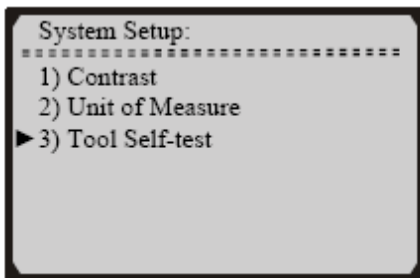 System Setup:
1) Contrast
2) Unit of Measure
►3) Tool Self-test